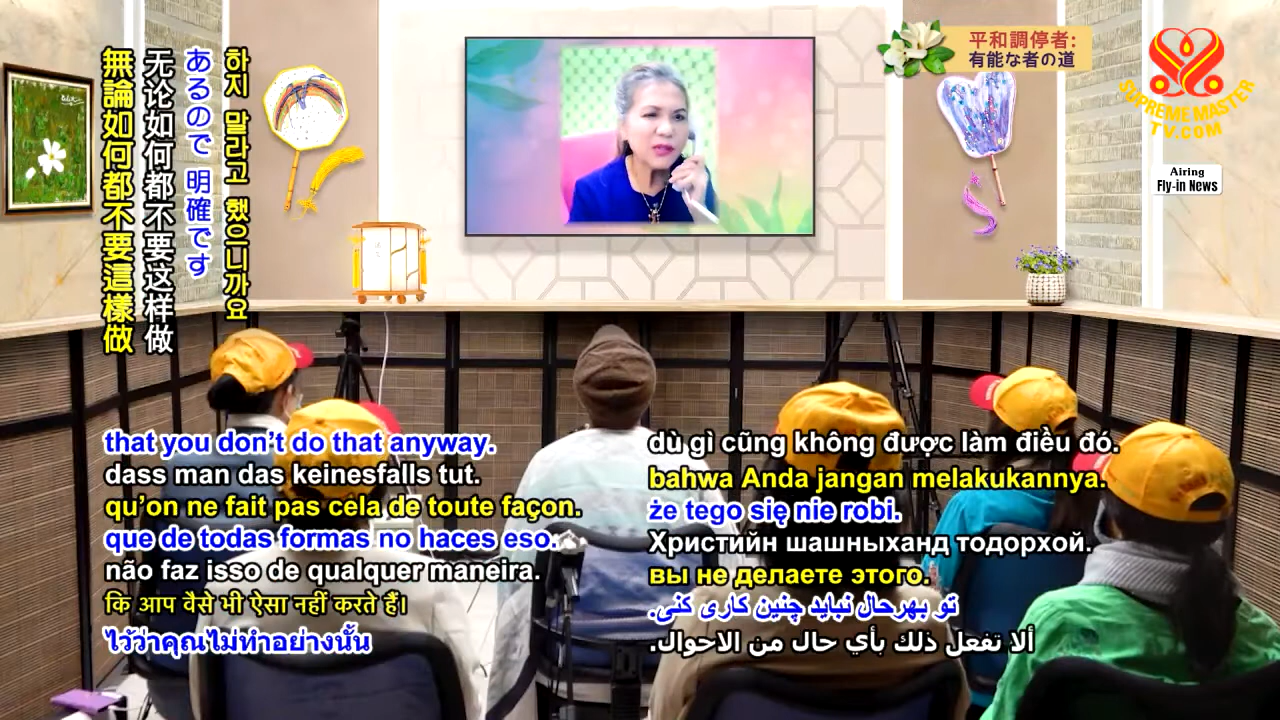 平和調停者:
有能な者の道
SUPREME MASTER
TV.COM
Airing
Fly-in News
하지 말라고 했으니까요
あるので 明確です
无论如何都不要这样做
無論如何都不要這樣做
that you don't do that anyway.
dass man das keinesfalls tut.
qu'on ne fait pas cela de toute façon.
que de todas formas no haces eso.
não faz isso de qualquer maneira.
कि आप वैसे भी ऐसा नहीं करते हैं।
ไว้ว่าคุณไม่ทำอย่างนั้น
dù gì cũng không được làm điều đó.
bahwa Anda jangan melakukannya.
że tego się nie robi.
Христийн шашныханд тодорхой.
вы не делаете этого.
تو بهرحال نباید چنین کاری کنی.
ألا تفعل ذلك بأي حال من الاحوال.